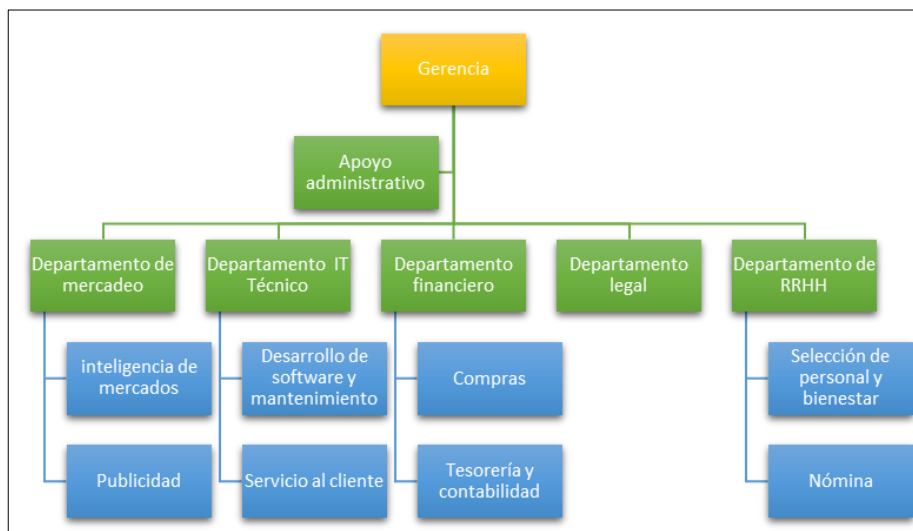 Gerencia
Apoyo
administrativo
Departamento de
mercadeo
Departamento IT
Técnico
Departamento
financiero
Departamento
legal
Departamento de
RRHH
inteligencia de
mercados
Desarrollo de
software y
mantenimiento
Compras
Selección de
personal y
bienestar
Publicidad
Servicio al cliente
Tesorería y
contabilidad
Nómina